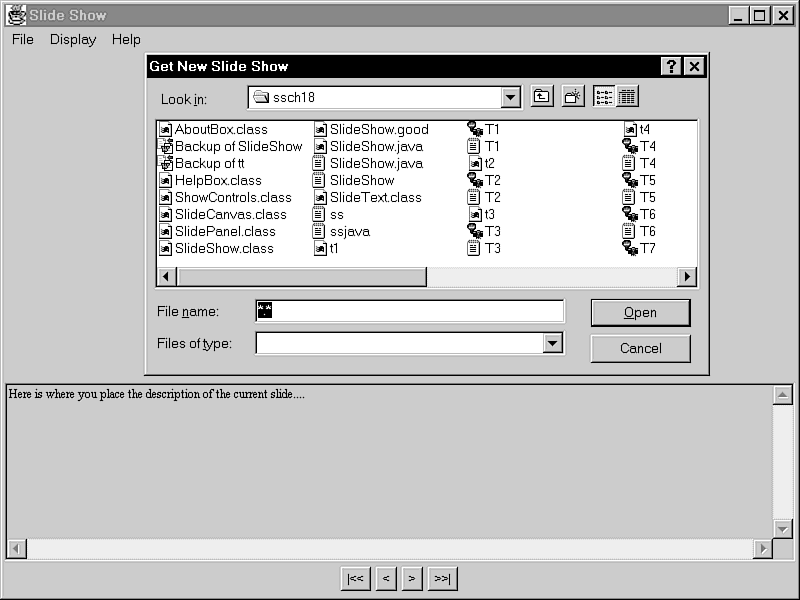 Slide Show
File Display Help
Get New Slide Show
Look in: ssch18
AboutBox.class SlideShow.good T1 t4
Backup of SlideShow SlideShow.java T1 T4
Backup of tt SlideShow.java t2 T4
HelpBox.class SlideShow T2 T5
ShowControls.class SlideText.class T2 T5
SlideCanvas.class ss t3 T6
SlidePanel.class ssjava T3 T6
SlideShow.class t1 T3 T7
File name: *.* Open
Files of type: Cancel
Here is where you place the description of the current slide....
|<< < > >>|